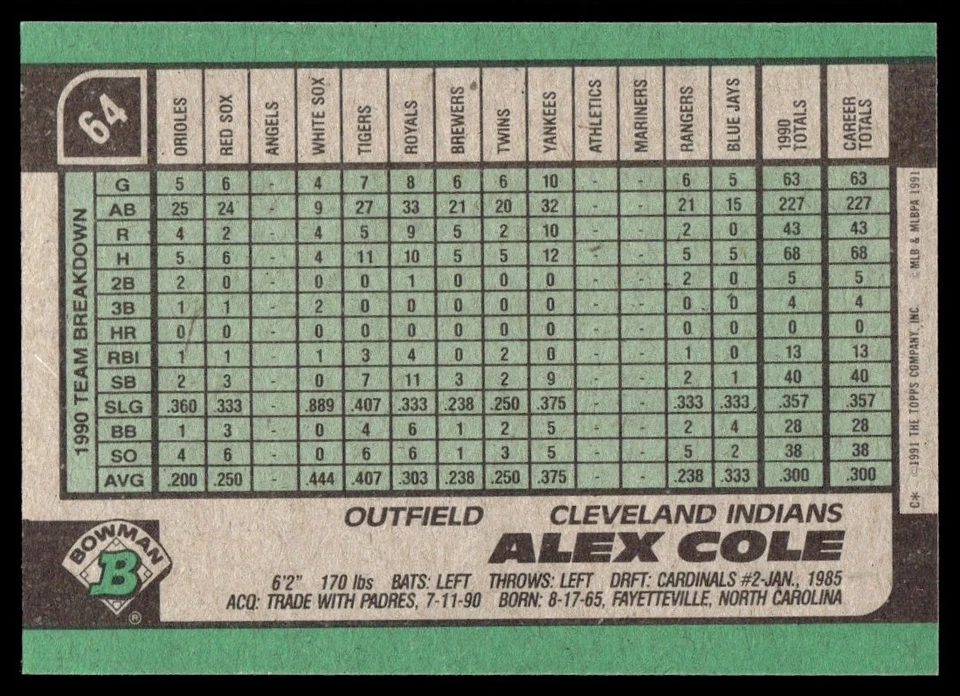 64
ORIOLES RED SOX ANGELS WHITE SOX TIGERS ROYALS BREWERS TWINS YANKEES ATHLETICS MARINERS RANGERS BLUE JAYS 1990 TOTALS CAREER TOTALS
1990 TEAM BREAKDOWN
G 5 6 - 4 7 8 6 6 10 - - 6 5 63 63
AB 25 24 - 9 27 33 21 20 32 - - 21 15 227 227
R 4 2 - 4 5 9 5 2 10 - - 2 0 43 43
H 5 6 - 4 11 10 5 5 12 - - 5 5 68 68
2B 2 0 - 0 0 1 0 0 0 - - 2 0 5 5
3B 1 1 - 2 0 0 0 0 0 - - 0 0 4 4
HR 0 0 - 0 0 0 0 0 0 - - 0 0 0 0
RBI 1 1 - 1 3 4 0 2 0 - - 1 0 13 13
SB 2 3 - 0 7 11 3 2 9 - - 2 1 40 40
SLG .360 .333 - .889 .407 .333 .238 .250 .375 - - .333 .333 .357 .357
BB 1 3 - 0 4 6 1 2 5 - - 2 4 28 28
SO 4 6 - 0 6 6 1 3 5 - - 5 2 38 38
AVG .200 .250 - .444 .407 .303 .238 .250 .375 - - .238 .333 .300 .300
C* ©1991 THE TOPPS COMPANY, INC © MLB & MLBPA 1991
OUTFIELD CLEVELAND INDIANS
ALEX COLE
6'2" 170 lbs BATS: LEFT THROWS: LEFT DRFT: CARDINALS #2-JAN., 1985
ACQ: TRADE WITH PADRES, 7-11-90 BORN: 8-17-65, FAYETTEVILLE, NORTH CAROLINA
BOWMAN
B
®